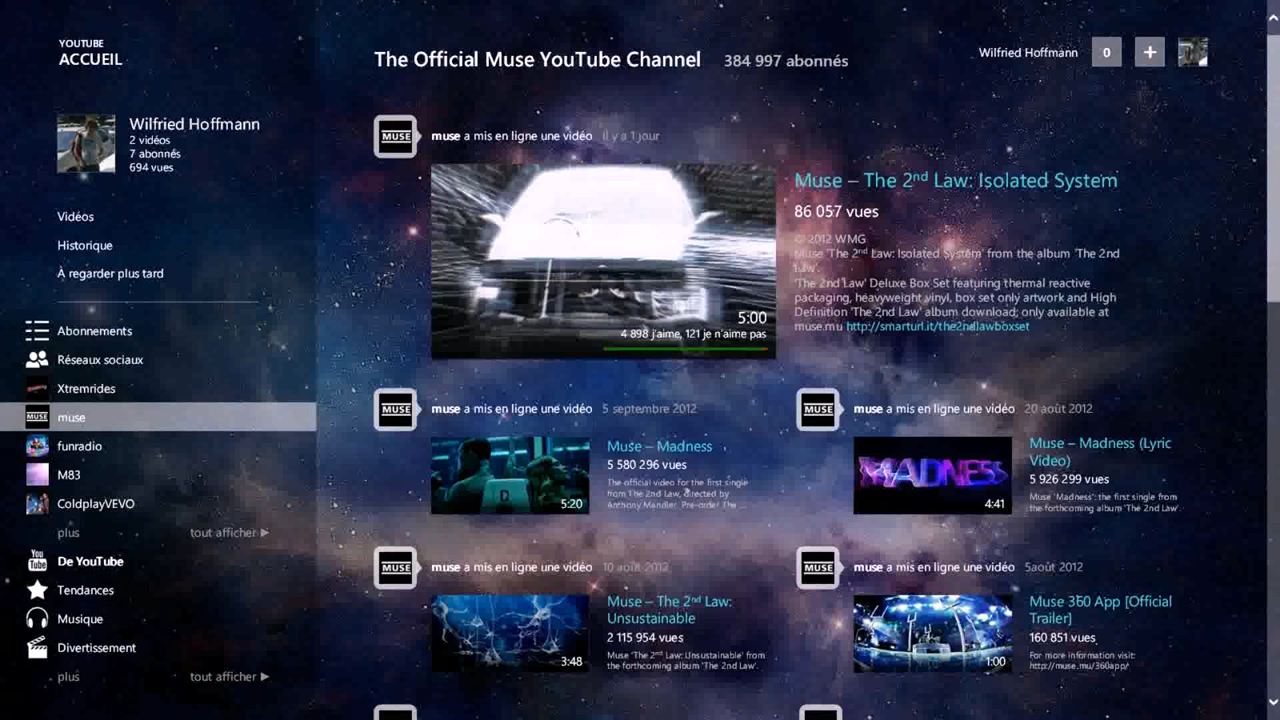 YOUTUBE
ACCUEIL
The Official Muse YouTube Channel 384 997 abonnés
Wilfried Hoffmann 0 +
Wilfried Hoffmann
2 vidéos
7 abonnés
694 vues
Vidéos
Historique
À regarder plus tard
Abonnements
Réseaux sociaux
Xtremrides
MUSE muse
funradio
M83
ColdplayVEVO
plus tout afficher ▶
You Tube De YouTube
Tendances
Musique
Divertissement
plus tout afficher ▶
MUSE muse a mis en ligne une vidéo il y a 1 jour
5:00
4 898 j'aime, 121 je n'aime pas
Muse – The 2nd Law: Isolated System
86 057 vues
© 2012 WMG
Muse 'The 2nd Law: Isolated System' from the album 'The 2nd
Law'.
'The 2nd Law' Deluxe Box Set featuring thermal reactive
packaging, heavyweight vinyl, box set only artwork and High
Definition 'The 2nd Law' album download; only available at
muse.mu http://smarturl.it/the2ndlawboxset
MUSE muse a mis en ligne une vidéo 5 septembre 2012
5:20
Muse – Madness
5 580 296 vues
The official video for the first single
from 'The 2nd Law', directed by
Anthony Mandler. Pre-order The ...
MUSE muse a mis en ligne une vidéo 20 août 2012
MADNESS
4:41
Muse – Madness (Lyric
Video)
5 926 299 vues
Muse 'Madness': the first single from
the forthcoming album 'The 2nd Law'.
MUSE muse a mis en ligne une vidéo 10 août 2012
3:48
Muse – The 2nd Law:
Unsustainable
2 115 954 vues
Muse 'The 2nd Law: Unsustainable' from
the forthcoming album 'The 2nd Law'.
MUSE muse a mis en ligne une vidéo 5août 2012
1:00
Muse 360 App [Official
Trailer]
160 851 vues
For more information visit:
http://muse.mu/360app/